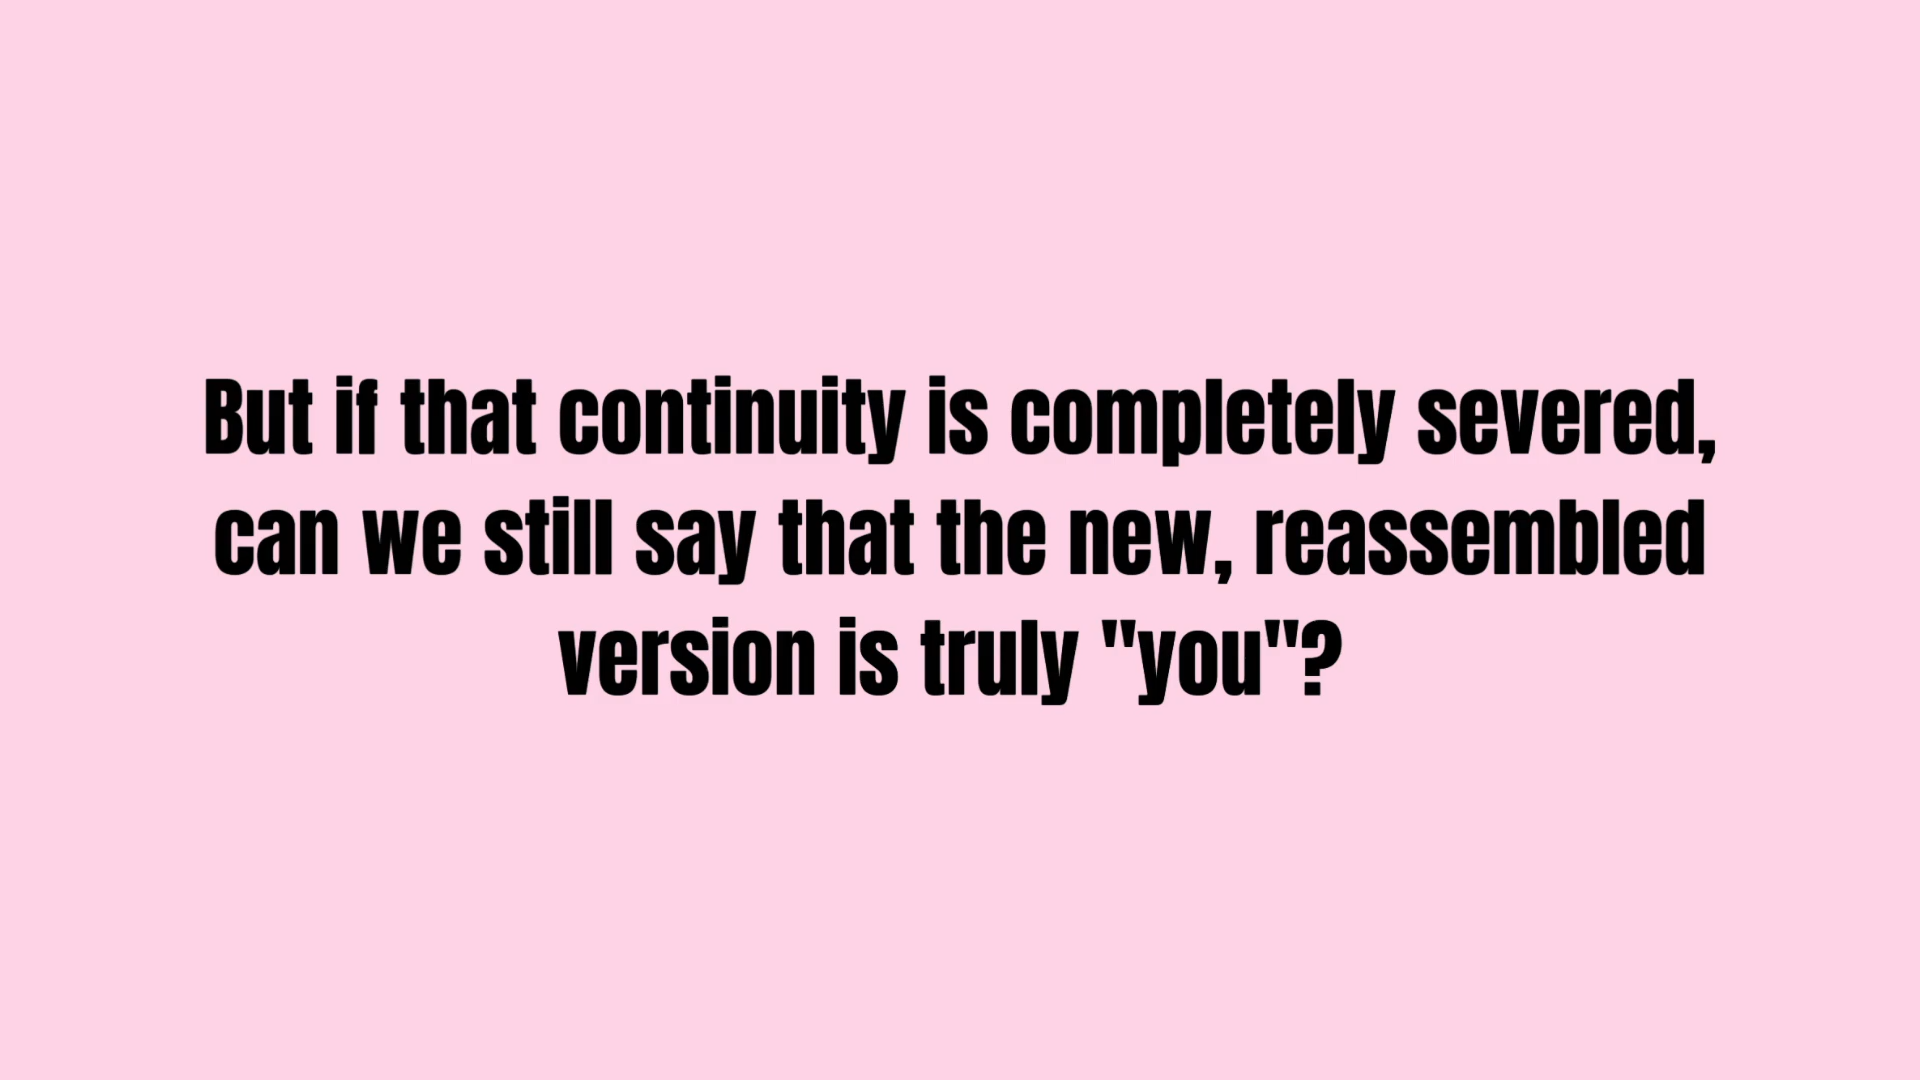 But if that continuity is completely severed,
can we still say that the new, reassembled
version is truly "you"?